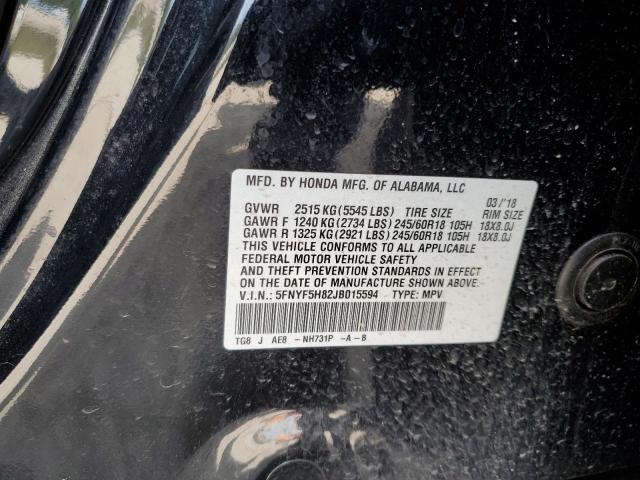 MFD. BY HONDA MFG. OF ALABAMA, LLC 03/'18
GVWR 2515 KG (5545 LBS) TIRE SIZE RIM SIZE
GAWR F 1240 KG (2734 LBS) 245/60R18 105H 18X8.0J
GAWR R 1325 KG (2921 LBS) 245/60R18 105H 18X8.0J
THIS VEHICLE CONFORMS TO ALL APPLICABLE
FEDERAL MOTOR VEHICLE SAFETY
AND THEFT PREVENTION STANDARDS IN EFFECT
ON THE DATE OF MANUFACTURE SHOWN ABOVE.
V.I.N.: 5FNYF5H82JB015594 TYPE: MPV
TG8 J AE8 -NH731P -A-B